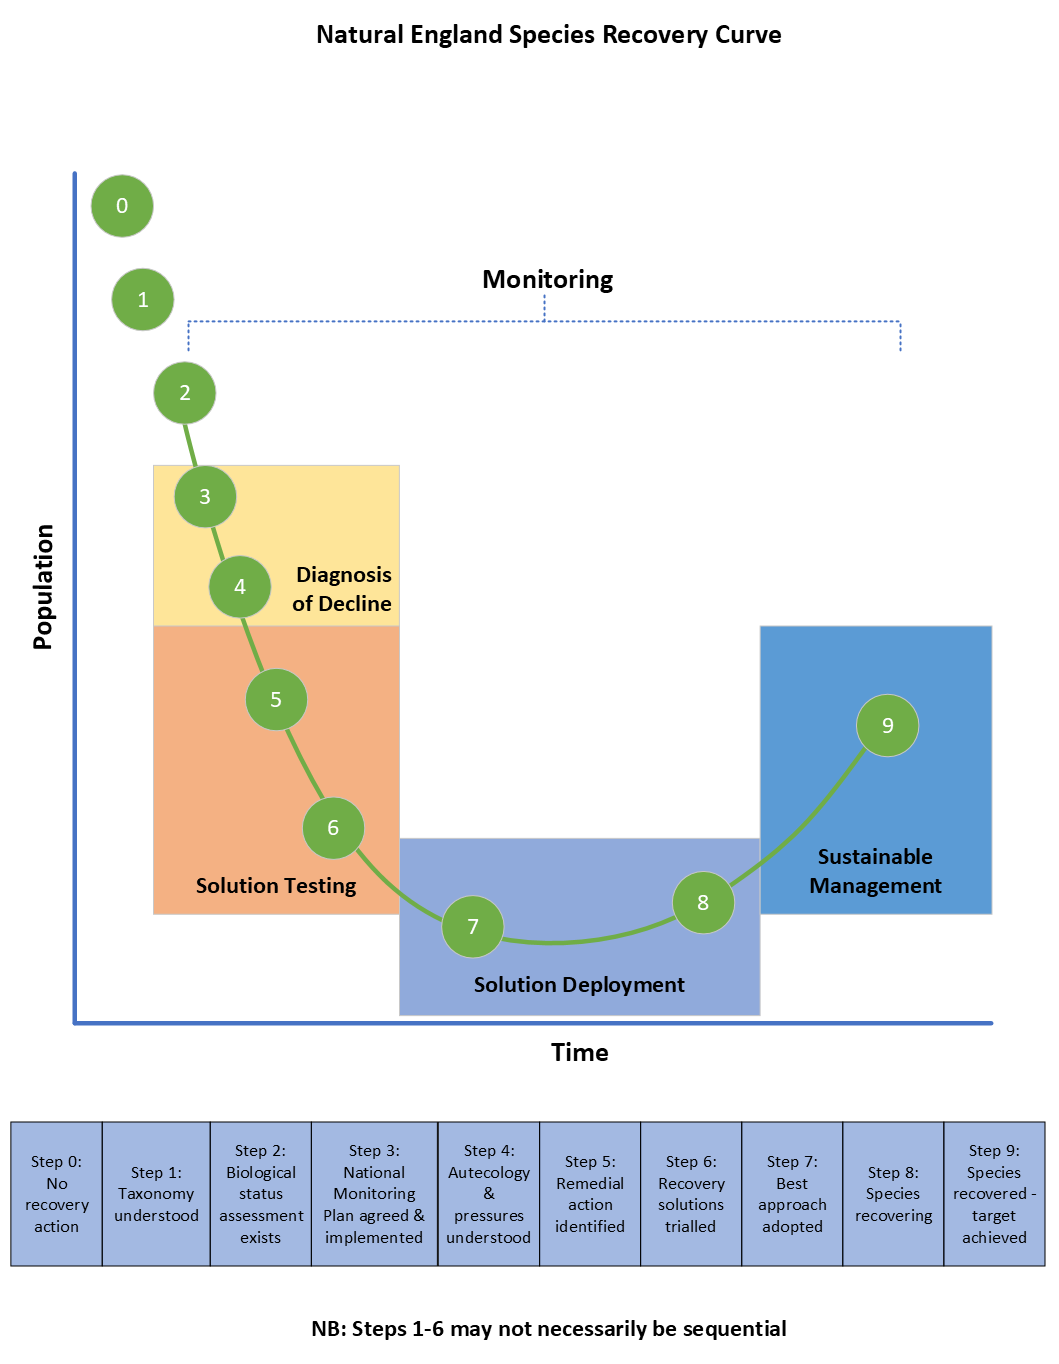 Natural England Species Recovery Curve
0
1
Monitoring
2
3
Diagnosis
of Decline
4
Population
5
6
9
Solution Testing
Sustainable
Management
7
8
Solution Deployment
Time
Step 0:
No
recovery
action
Step 1:
Taxonomy
understood
Step 2:
Biological
status
assessment
exists
Step 3:
National
Monitoring
Plan agreed &
implemented
Step 4:
Autecology
&
pressures
understood
Step 5:
Remedial
action
identified
Step 6:
Recovery
solutions
trialled
Step 7:
Best
approach
adopted
Step 8:
Species
recovering
Step 9:
Species
recovered -
target
achieved
NB: Steps 1-6 may not necessarily be sequential